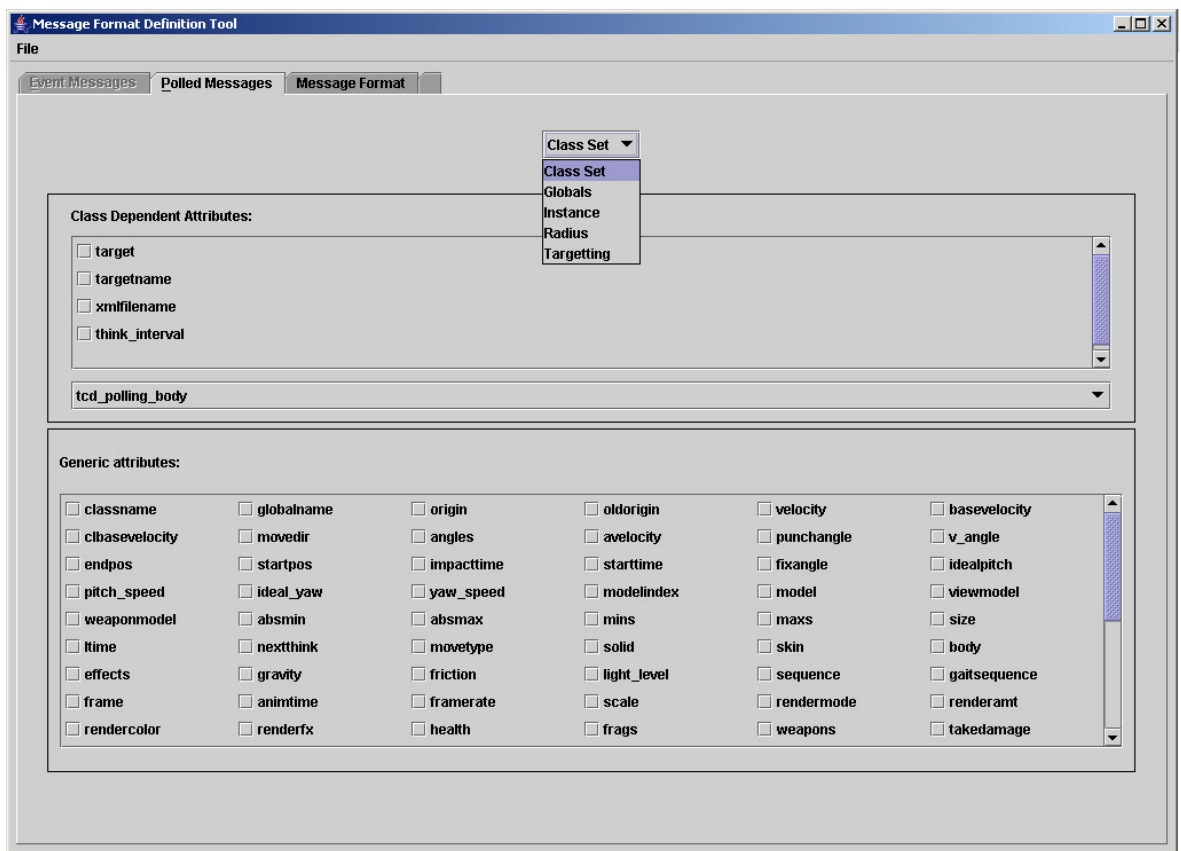 Message Format Definition Tool
File
Event Messages Polled Messages Message Format
Class Set
Class Set
Globals
Instance
Radius
Targetting
Class Dependent Attributes:
target
targetname
xmlfilename
think_interval
tcd_polling_body
Generic attributes:
classname globalname origin oldorigin velocity basevelocity
clbasevelocity movedir angles avelocity punchangle v_angle
endpos startpos impacttime starttime fixangle idealpitch
pitch_speed ideal_yaw yaw_speed modelindex model viewmodel
weaponmodel absmin absmax mins maxs size
ltime nextthink movetype solid skin body
effects gravity friction light_level sequence gaitsequence
frame animtime framerate scale rendermode renderamt
rendercolor renderfx health frags weapons takedamage